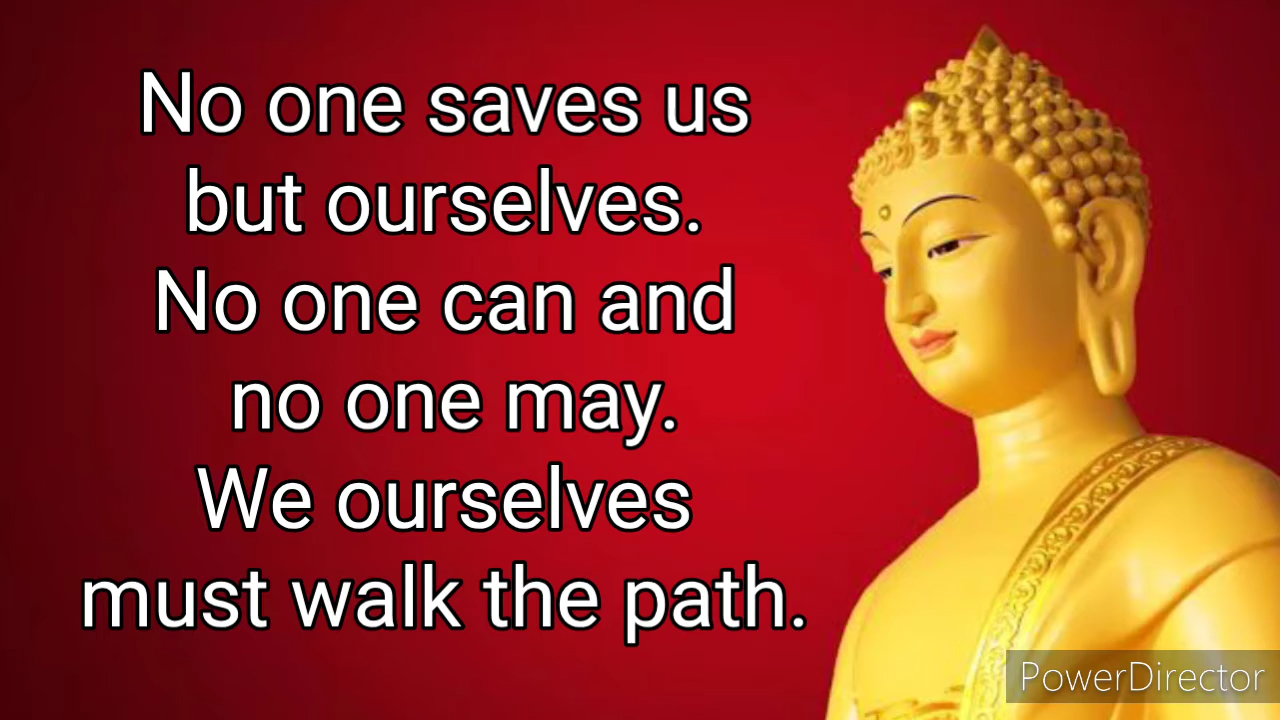 No one saves us
but ourselves.
No one can and
no one may.
We ourselves
must walk the path.
PowerDirector